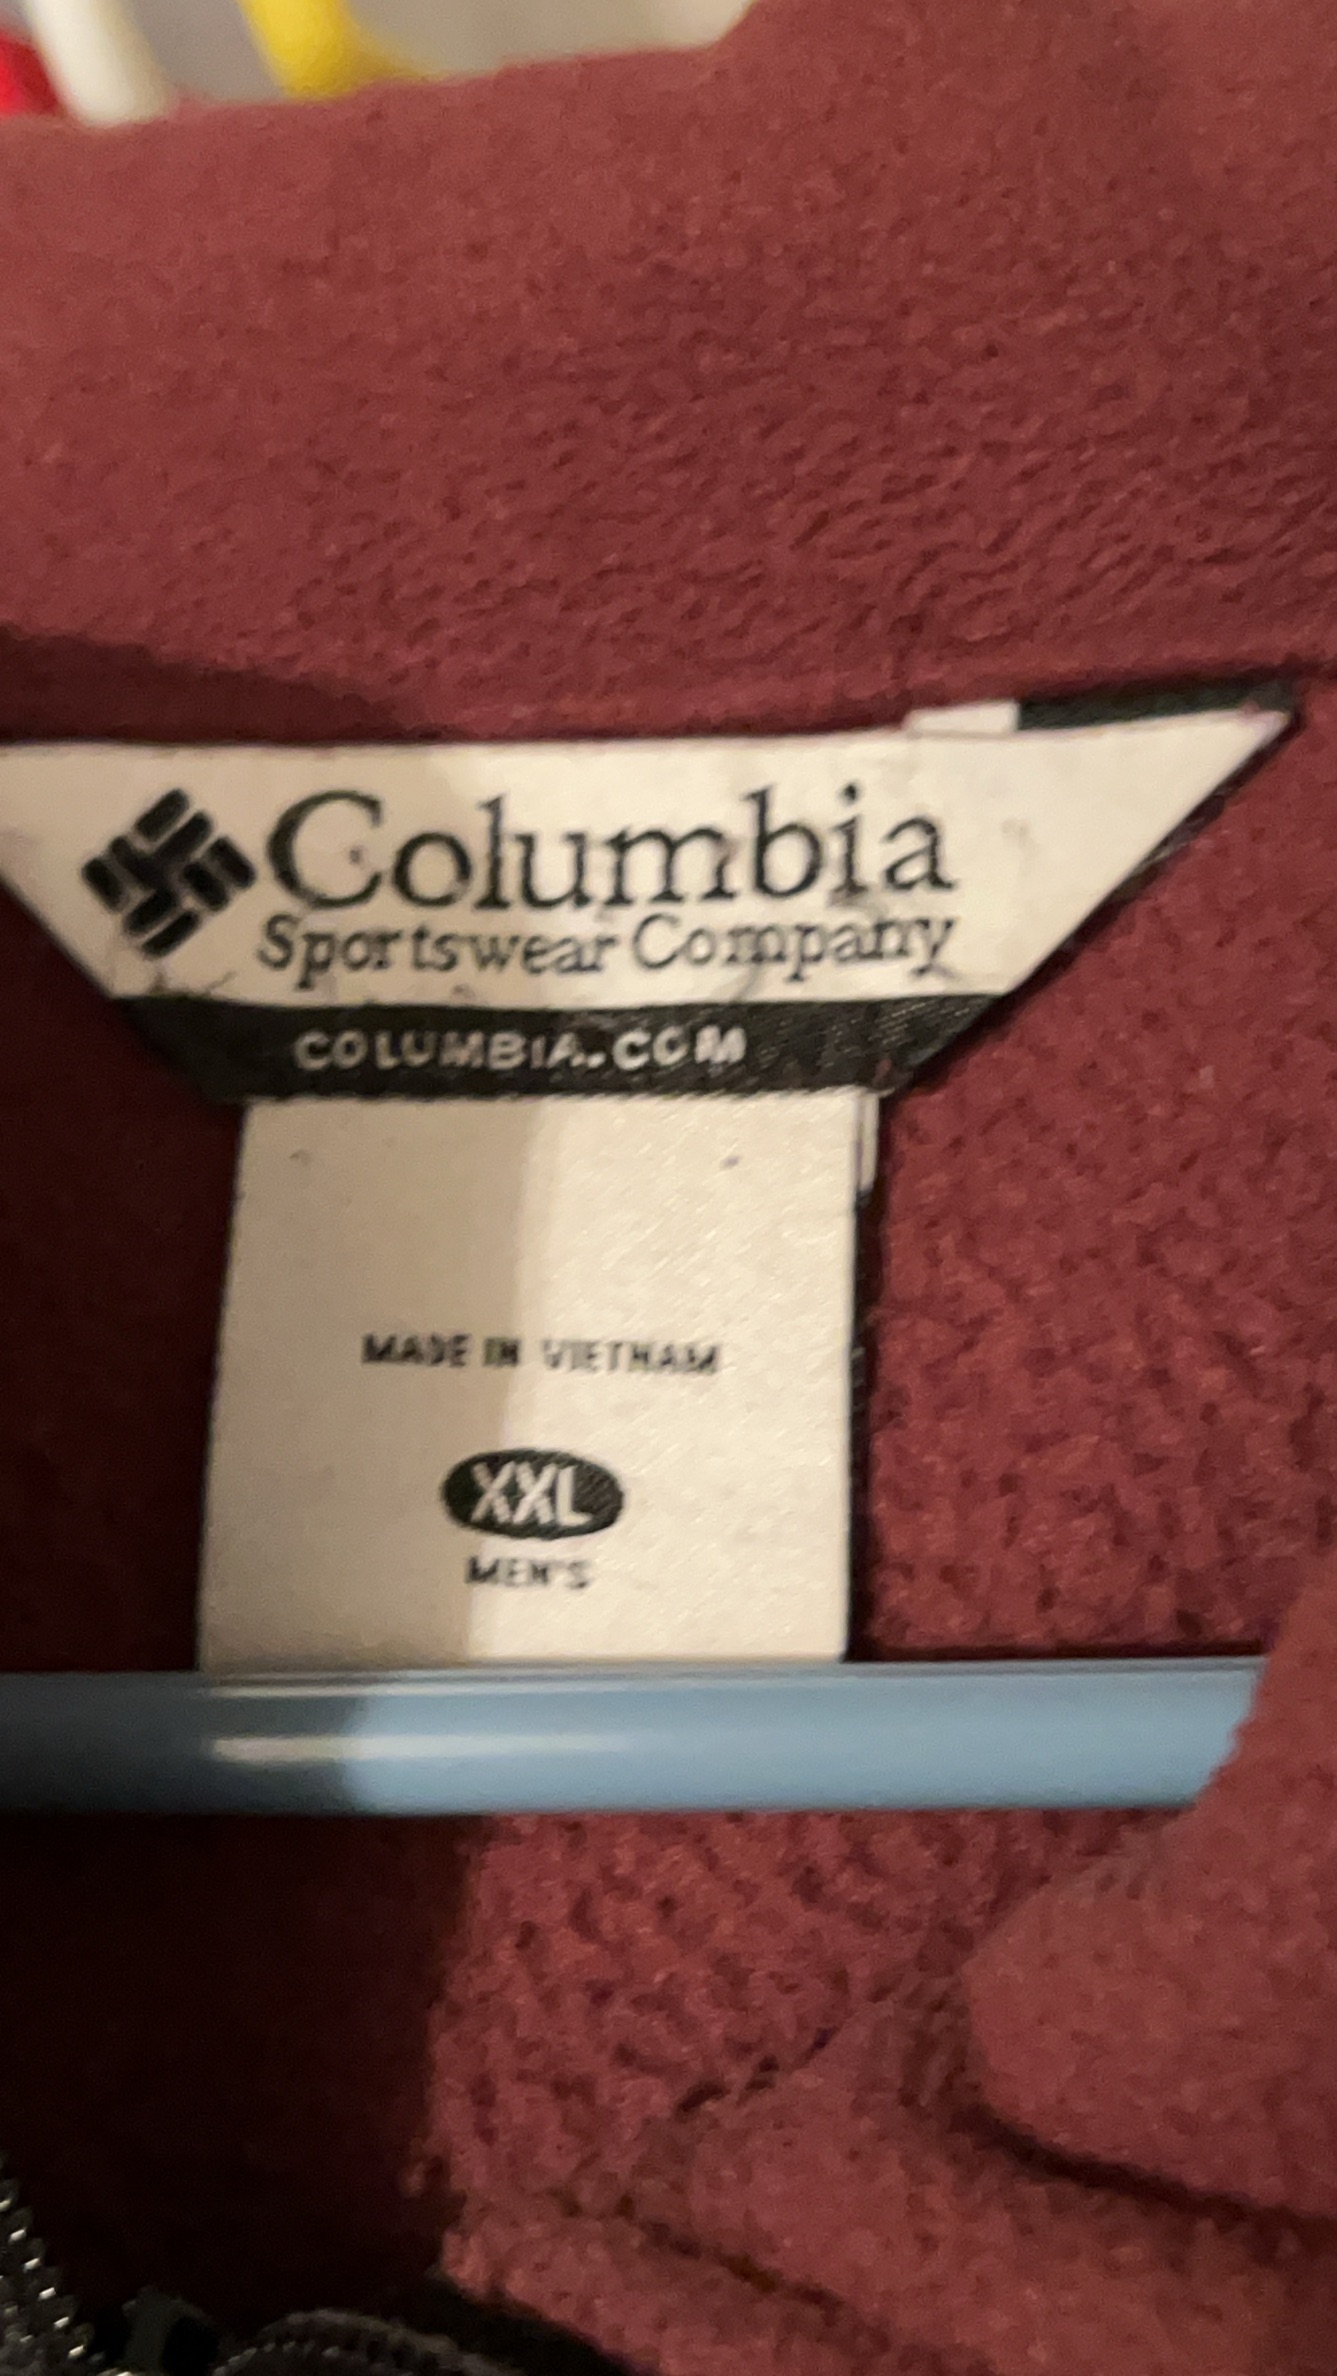 Columbia
Sportswear Company
COLUMBIA.COM
MADE IN VIETNAM
XXL
MEN'S